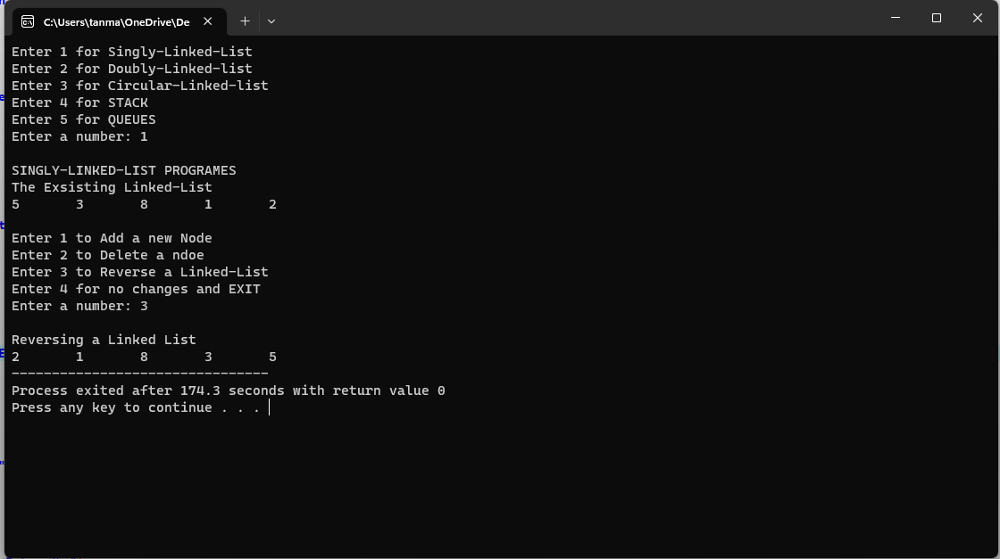 C:\Users\tanma\OneDrive\De
Enter 1 for Singly-Linked-List
Enter 2 for Doubly-Linked-list
Enter 3 for Circular-Linked-list
Enter 4 for STACK
Enter 5 for QUEUES
Enter a number: 1
SINGLY-LINKED-LIST PROGRAMES
The Exsisting Linked-List
5 3 8 1 2
Enter 1 to Add a new Node
Enter 2 to Delete a ndoe
Enter 3 to Reverse a Linked-List
Enter 4 for no changes and EXIT
Enter a number: 3
Reversing a Linked List
2 1 8 3 5
--------------------------------
Process exited after 174.3 seconds with return value 0
Press any key to continue . . .